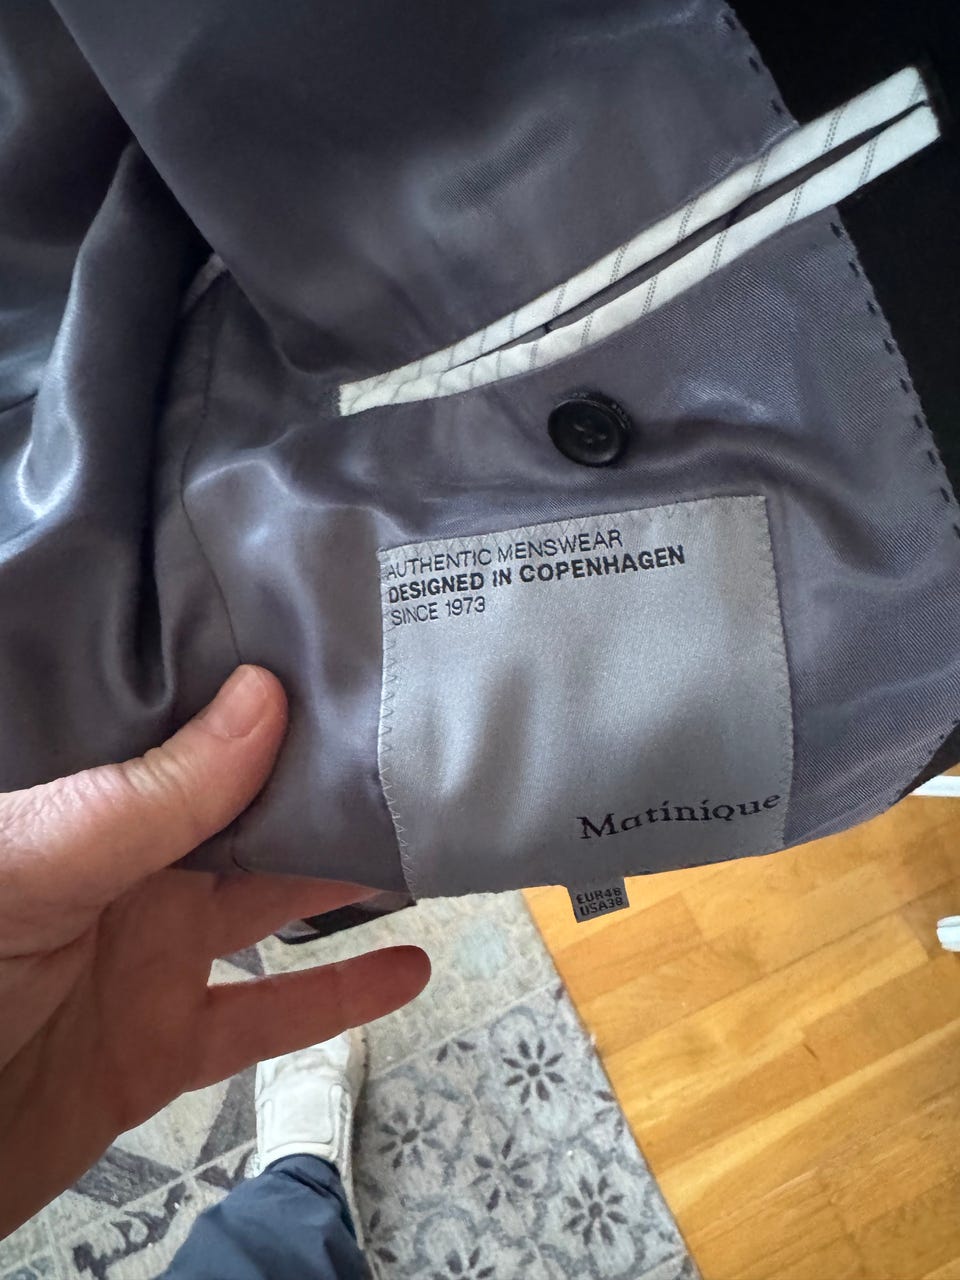 AUTHENTIC MENSWEAR
DESIGNED IN COPENHAGEN
SINCE 1973
Matinique
EUR48
USA38